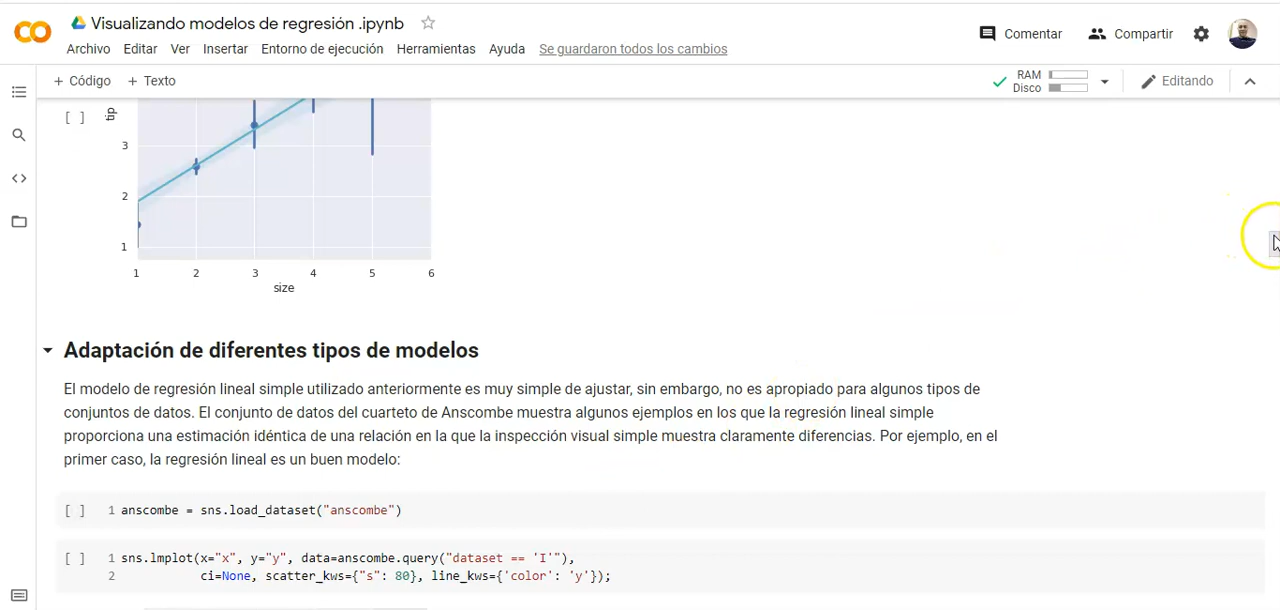 Visualizando modelos de regresión .ipynb
Archivo Editar Ver Insertar Entorno de ejecución Herramientas Ayuda Se guardaron todos los cambios
Comentar Compartir
+ Código + Texto
RAM
Disco
Editando
[ ]
tip
3
2
1
1 2 3 4 5 6
size
Adaptación de diferentes tipos de modelos
El modelo de regresión lineal simple utilizado anteriormente es muy simple de ajustar, sin embargo, no es apropiado para algunos tipos de
conjuntos de datos. El conjunto de datos del cuarteto de Anscombe muestra algunos ejemplos en los que la regresión lineal simple
proporciona una estimación idéntica de una relación en la que la inspección visual simple muestra claramente diferencias. Por ejemplo, en el
primer caso, la regresión lineal es un buen modelo:
[ ] 1 anscombe = sns.load_dataset("anscombe")
[ ] 1 sns.lmplot(x="x", y="y", data=anscombe.query("dataset == 'I'"),
2 ci=None, scatter_kws={"s": 80}, line_kws={'color': 'y'});